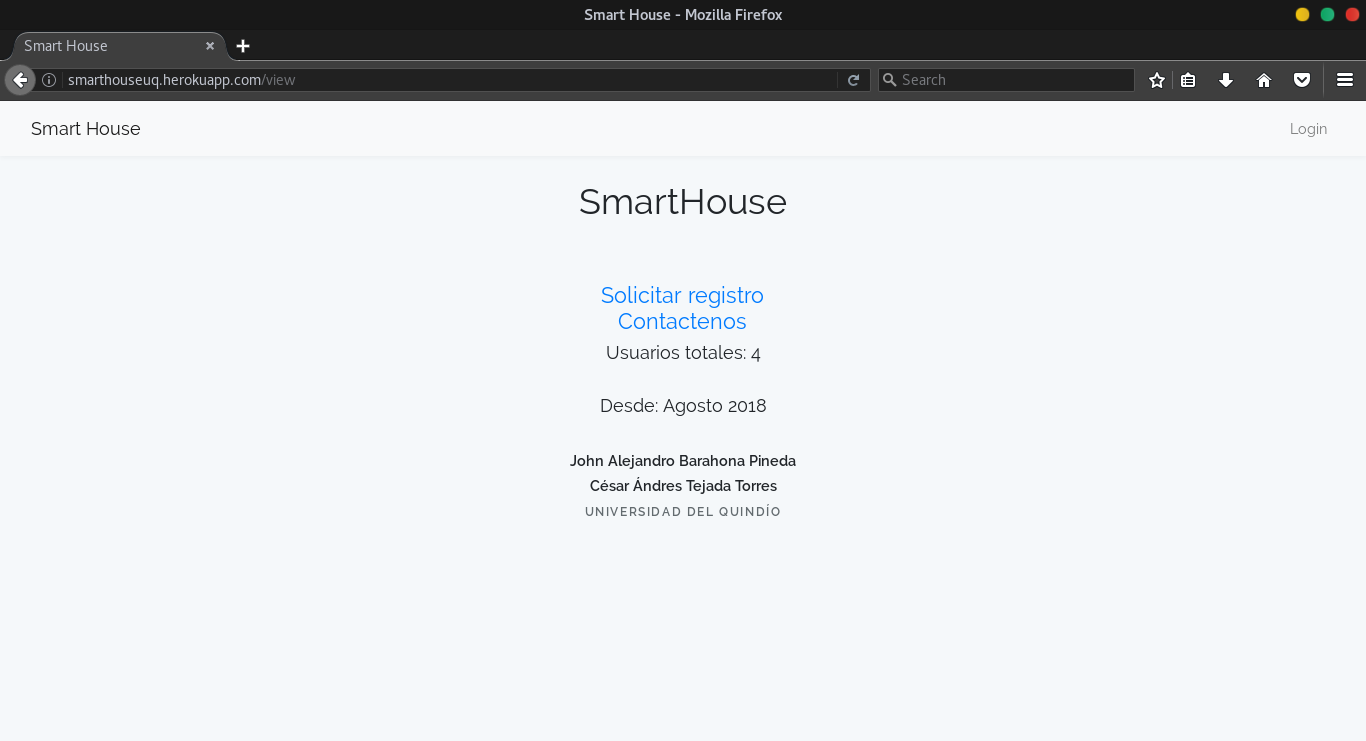 Smart House - Mozilla Firefox
Smart House
smarthouseuq.herokuapp.com/view
Search
Smart House
Login
SmartHouse
Solicitar registro
Contactenos
Usuarios totales: 4
Desde: Agosto 2018
John Alejandro Barahona Pineda
César Ándres Tejada Torres
UNIVERSIDAD DEL QUINDÍO